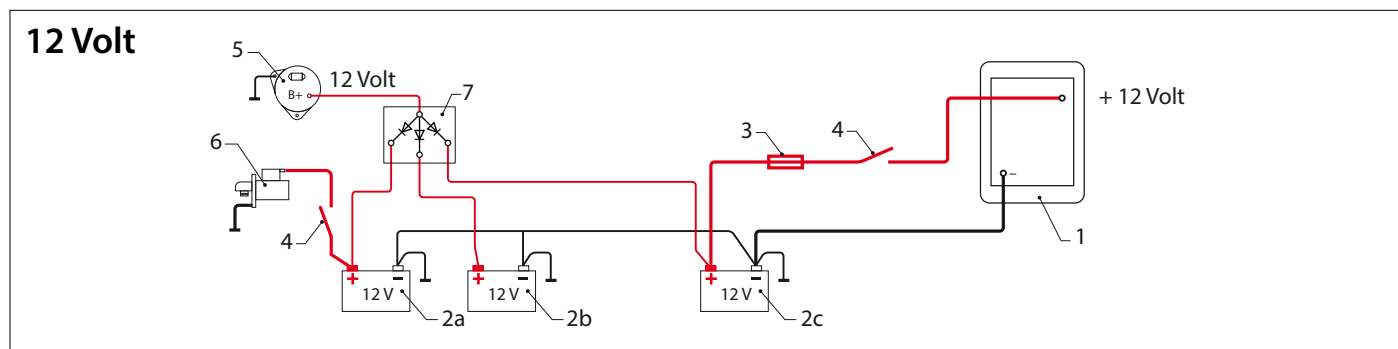 12 Volt
5
12 Volt
B+
7
+ 12 Volt
3
4
6
–
4
1
+ –
12 V
+ –
12 V
+ –
12 V
2a
2b
2c